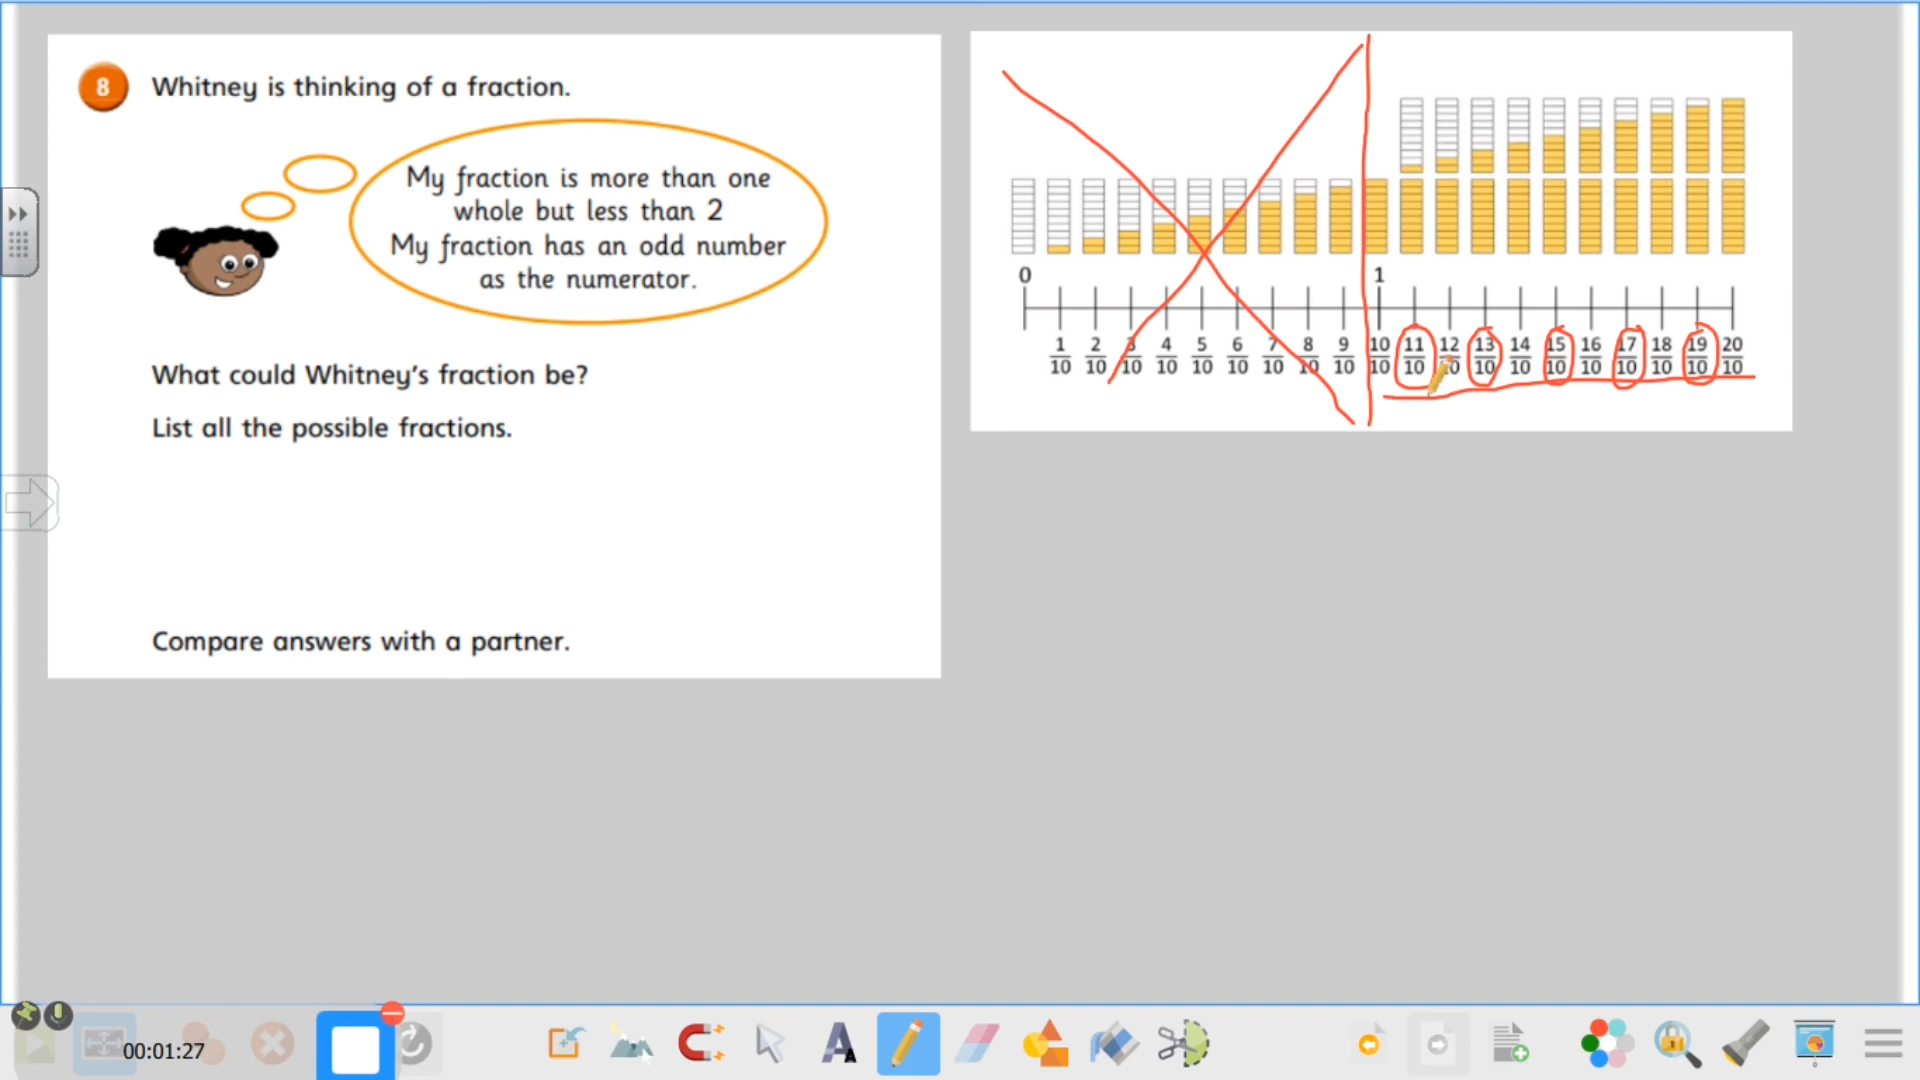 8 Whitney is thinking of a fraction.
My fraction is more than one
whole but less than 2
My fraction has an odd number
as the numerator.
What could Whitney's fraction be?
List all the possible fractions.
Compare answers with a partner.
0 1
1 2 3 4 5 6 7 8 9 10 11 12 13 14 15 16 17 18 19 20
10 10 10 10 10 10 10 10 10 10 10 10 10 10 10 10 10 10 10 10
00:01:27